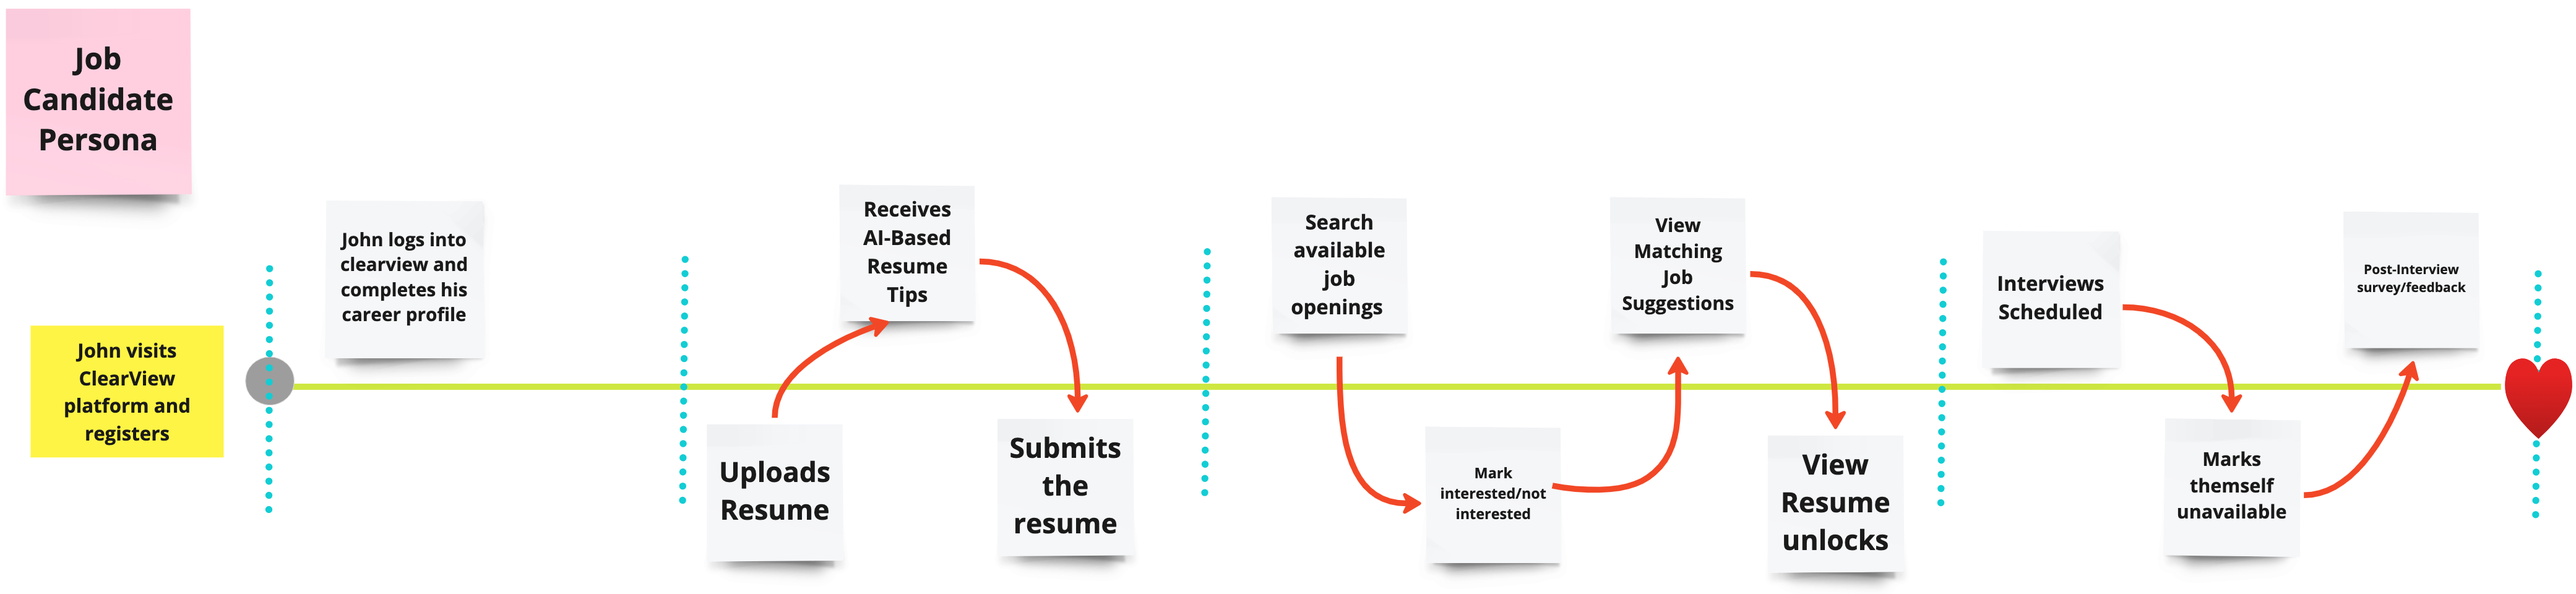 Job
Candidate
Persona
John visits
ClearView
platform and
registers
John logs into
clearview and
completes his
career profile
Uploads
Resume
Receives
AI-Based
Resume
Tips
Submits
the
resume
Search
available
job
openings
Mark
interested/not
interested
View
Matching
Job
Suggestions
View
Resume
unlocks
Interviews
Scheduled
Marks
themself
unavailable
Post-Interview
survey/feedback